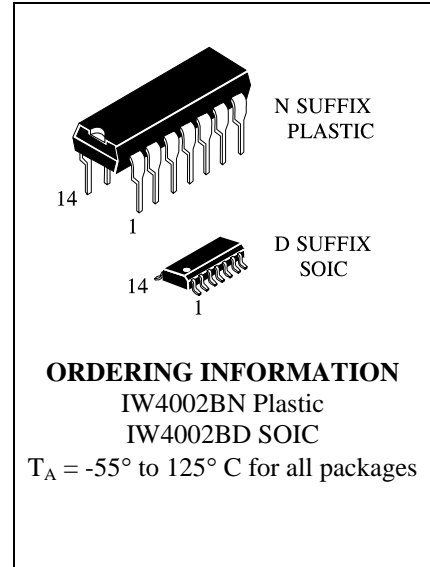 N SUFFIX
PLASTIC
14
1
D SUFFIX
SOIC
14
1
ORDERING INFORMATION
IW4002BN Plastic
IW4002BD SOIC
T_A = -55° to 125° C for all packages